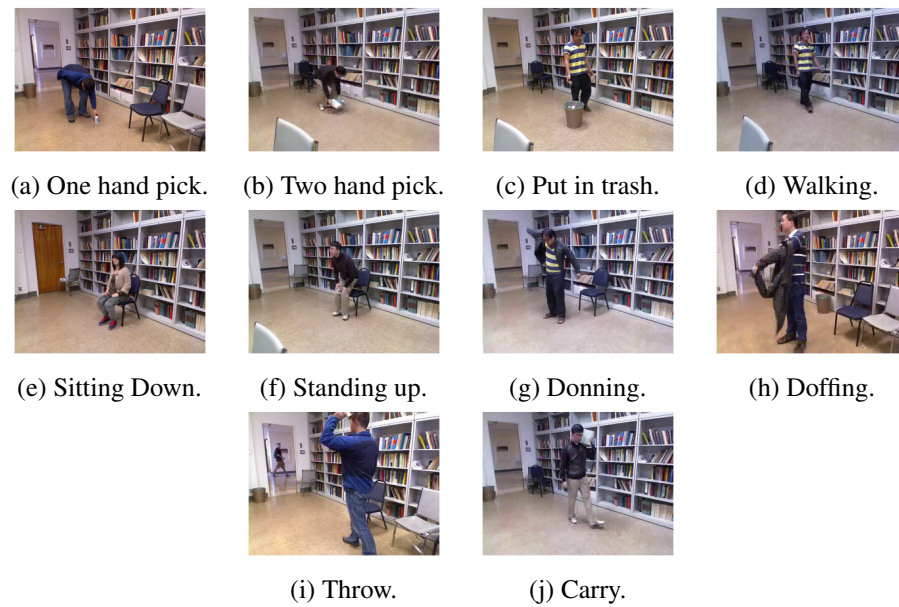 (a) One hand pick.
(b) Two hand pick.
(c) Put in trash.
(d) Walking.
(e) Sitting Down.
(f) Standing up.
(g) Donning.
(h) Doffing.
(i) Throw.
(j) Carry.